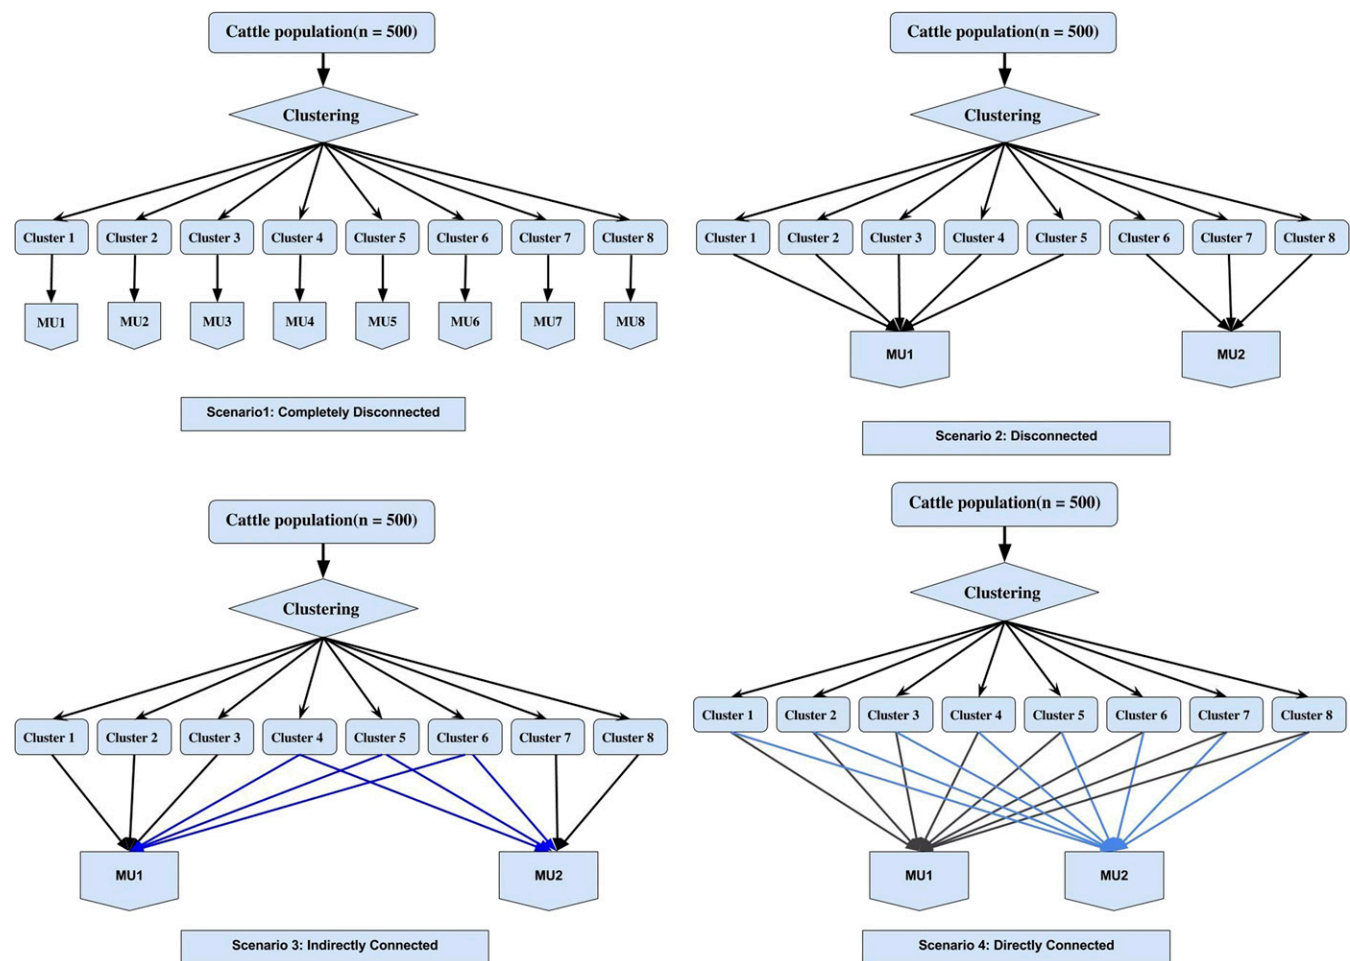 Cattle population(n = 500)
Clustering
Cluster 1 Cluster 2 Cluster 3 Cluster 4 Cluster 5 Cluster 6 Cluster 7 Cluster 8
MU1 MU2 MU3 MU4 MU5 MU6 MU7 MU8
Scenario1: Completely Disconnected
Cattle population(n = 500)
Clustering
Cluster 1 Cluster 2 Cluster 3 Cluster 4 Cluster 5 Cluster 6 Cluster 7 Cluster 8
MU1 MU2
Scenario 2: Disconnected
Cattle population(n = 500)
Clustering
Cluster 1 Cluster 2 Cluster 3 Cluster 4 Cluster 5 Cluster 6 Cluster 7 Cluster 8
MU1 MU2
Scenario 3: Indirectly Connected
Cattle population(n = 500)
Clustering
Cluster 1 Cluster 2 Cluster 3 Cluster 4 Cluster 5 Cluster 6 Cluster 7 Cluster 8
MU1 MU2
Scenario 4: Directly Connected